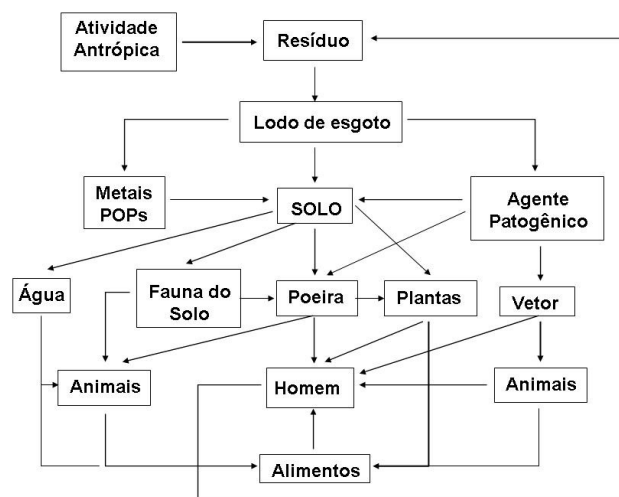 Atividade
Antrópica
Resíduo
Lodo de esgoto
Metais
POPs
SOLO
Agente
Patogênico
Água
Fauna do
Solo
Poeira
Plantas
Vetor
Animais
Homem
Animais
Alimentos